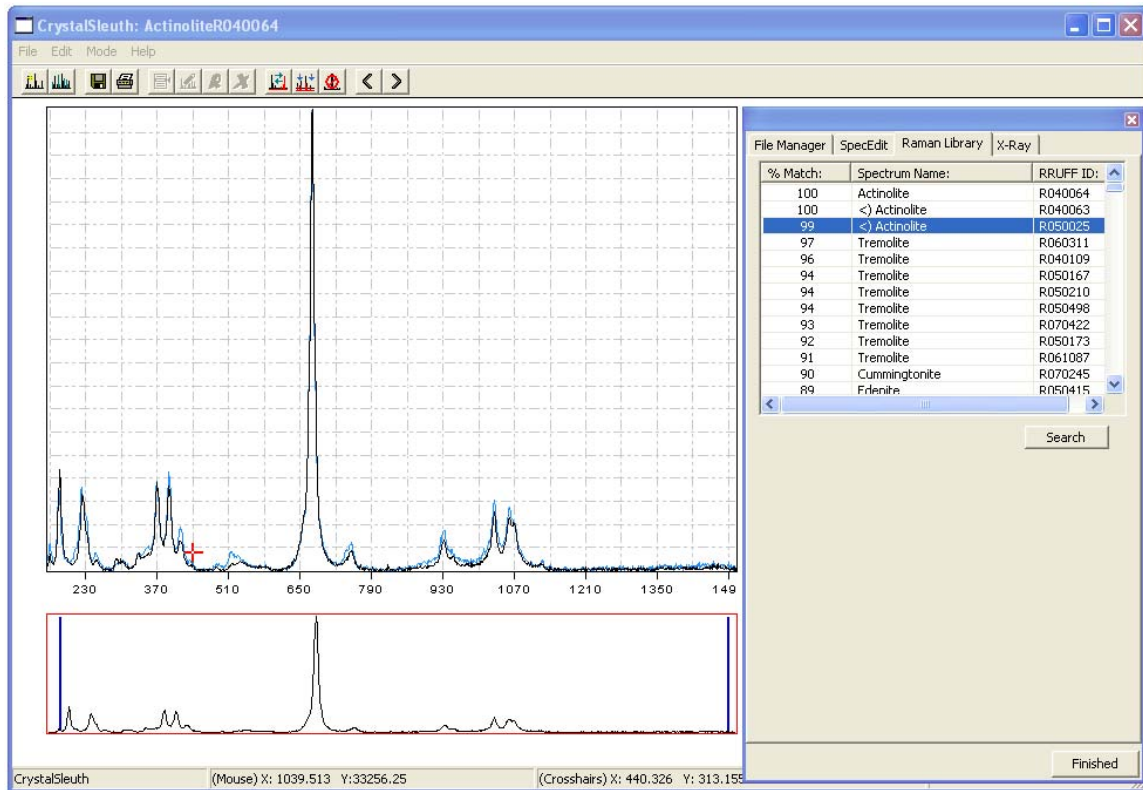 CrystalSleuth: ActinoliteR040064
File Edit Mode Help
File Manager SpecEdit Raman Library X-Ray
% Match: Spectrum Name: RRUFF ID:
100 Actinolite R040064
100 <) Actinolite R040063
99 <) Actinolite R050025
97 Tremolite R060311
96 Tremolite R040109
94 Tremolite R050167
94 Tremolite R050210
94 Tremolite R050498
93 Tremolite R070422
92 Tremolite R050173
91 Tremolite R061087
90 Cummingtonite R070245
89 Edenite R050415
Search
230 370 510 650 790 930 1070 1210 1350 149
Finished
CrystalSleuth (Mouse) X: 1039.513 Y:33256.25 (Crosshairs) X: 440.326 Y: 313.155